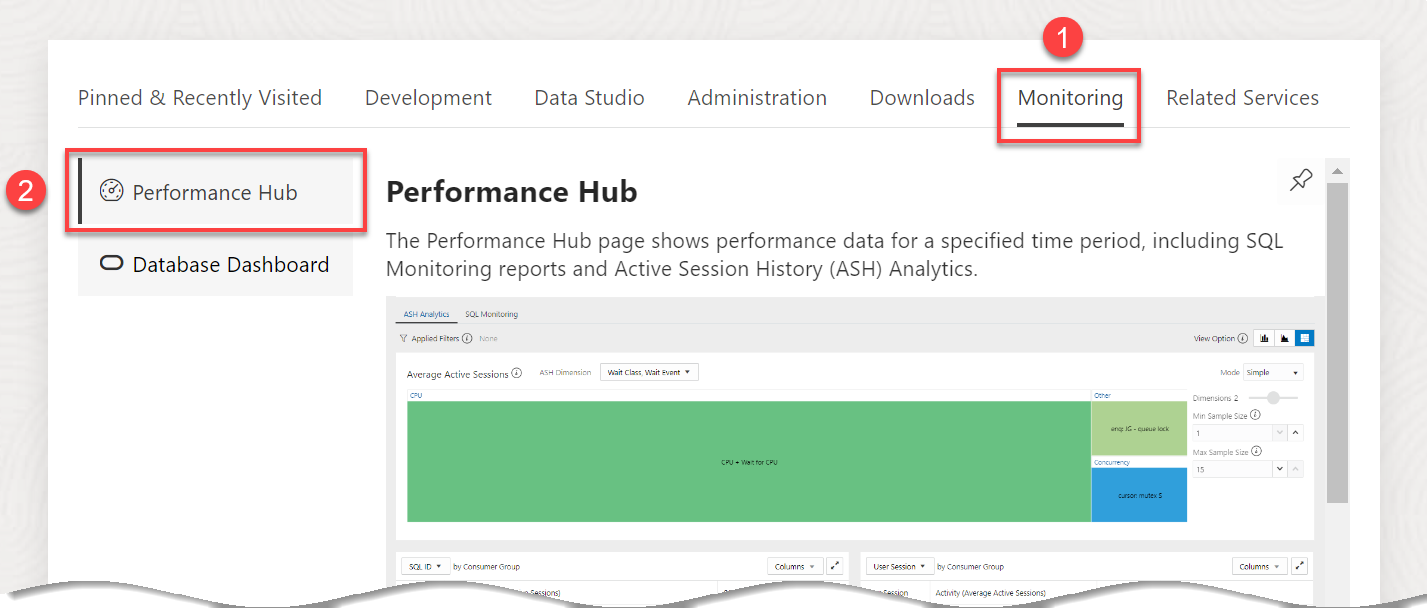 1
Pinned & Recently Visited Development Data Studio Administration Downloads Monitoring Related Services
2
Performance Hub
Database Dashboard
Performance Hub
The Performance Hub page shows performance data for a specified time period, including SQL
Monitoring reports and Active Session History (ASH) Analytics.
ASH Analytics SQL Monitoring
Applied Filters None View Option
Average Active Sessions ASH Dimension Wait Class, Wait Event Mode Simple
CPU Other
Dimensions 2
Min Sample Size
enq: JG - queue lock
1
Max Sample Size
CPU + Wait for CPU Concurrency
15
cursor: mutex S
SQL ID by Consumer Group Columns User Session by Consumer Group Columns
Sessions) Session Activity (Average Active Sessions)